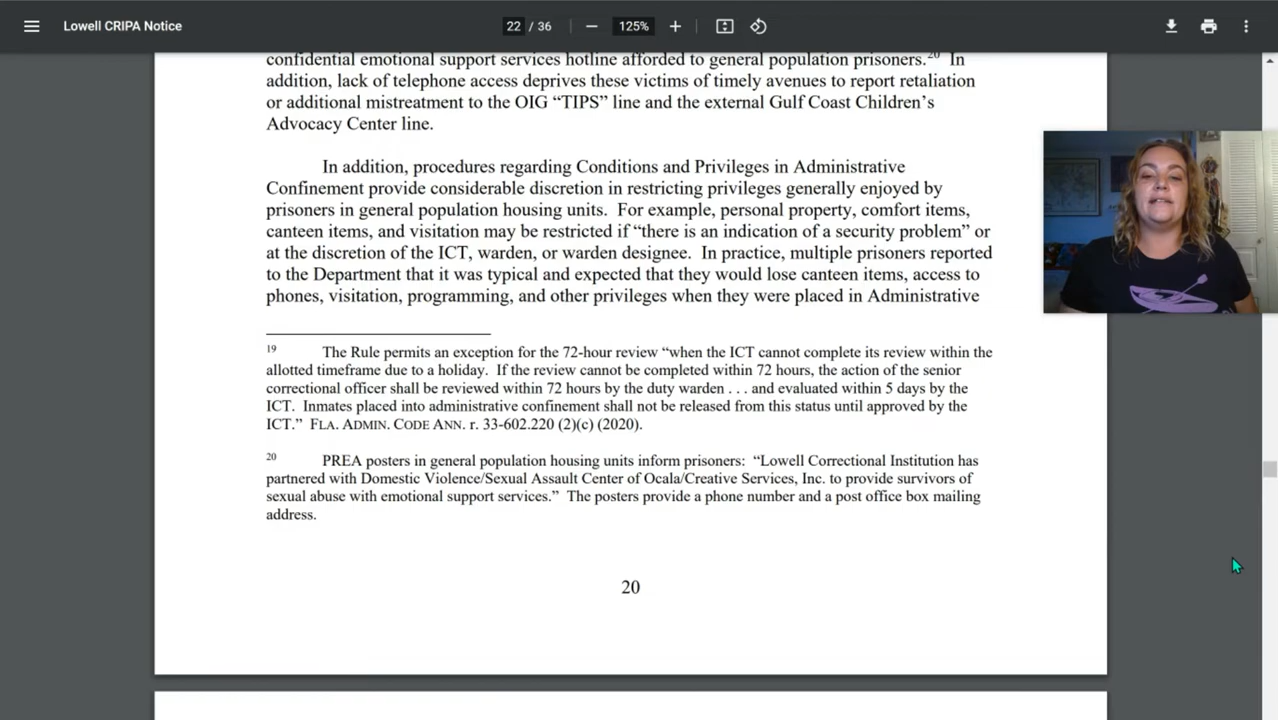 Lowell CRIPA Notice
22 / 36
125%
confidential emotional support services hotline afforded to general population prisoners.20 In
addition, lack of telephone access deprives these victims of timely avenues to report retaliation
or additional mistreatment to the OIG “TIPS” line and the external Gulf Coast Children’s
Advocacy Center line.
In addition, procedures regarding Conditions and Privileges in Administrative
Confinement provide considerable discretion in restricting privileges generally enjoyed by
prisoners in general population housing units. For example, personal property, comfort items,
canteen items, and visitation may be restricted if “there is an indication of a security problem” or
at the discretion of the ICT, warden, or warden designee. In practice, multiple prisoners reported
to the Department that it was typical and expected that they would lose canteen items, access to
phones, visitation, programming, and other privileges when they were placed in Administrative
19 The Rule permits an exception for the 72-hour review “when the ICT cannot complete its review within the
allotted timeframe due to a holiday. If the review cannot be completed within 72 hours, the action of the senior
correctional officer shall be reviewed within 72 hours by the duty warden . . . and evaluated within 5 days by the
ICT. Inmates placed into administrative confinement shall not be released from this status until approved by the
ICT.” FLA. ADMIN. CODE ANN. r. 33-602.220 (2)(c) (2020).
20 PREA posters in general population housing units inform prisoners: “Lowell Correctional Institution has
partnered with Domestic Violence/Sexual Assault Center of Ocala/Creative Services, Inc. to provide survivors of
sexual abuse with emotional support services.” The posters provide a phone number and a post office box mailing
address.
20